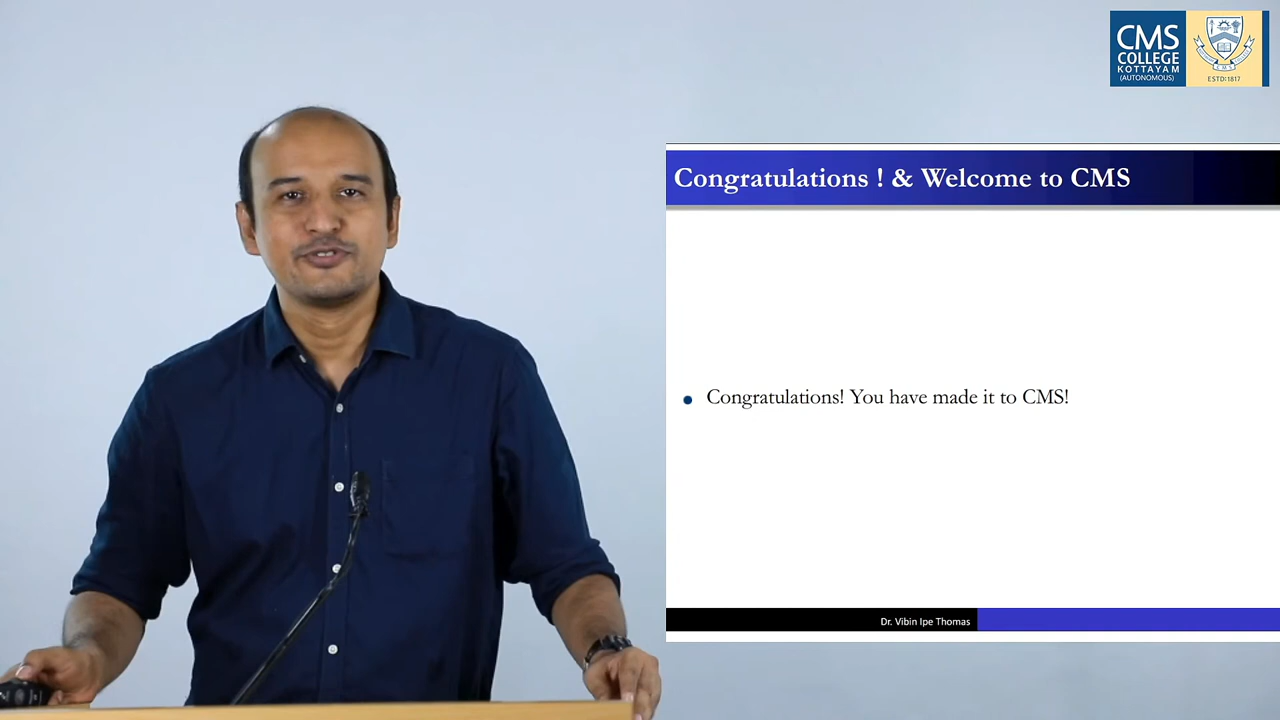 CMS
COLLEGE
KOTTAYAM
(AUTONOMOUS)
ESTD:1817
Congratulations ! & Welcome to CMS
• Congratulations! You have made it to CMS!
Dr. Vibin Ipe Thomas